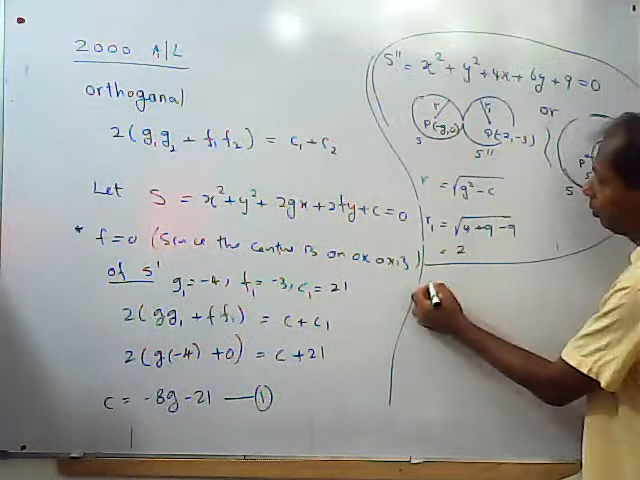 2000 A/L
orthogonal
2(g₁g₂ + f₁f₂) = c₁ + c₂
Let S = x² + y² + 2gx + 2fy + c = 0
* f = 0 (Since the centre is on ox axis)
of S' g₁ = -4, f₁ = -3, c₁ = 21
2(gg₁ + ff₁) = c + c₁
2(g(-4) + 0) = c + 21
c = -8g - 21 — ①
S'' = x² + y² + 4x + 6y + 9 = 0
r r₁ or
P(-g,0) P(-2,-3)
S S'' S
r = √g² - c
r₁ = √4 + 9 - 9
= 2